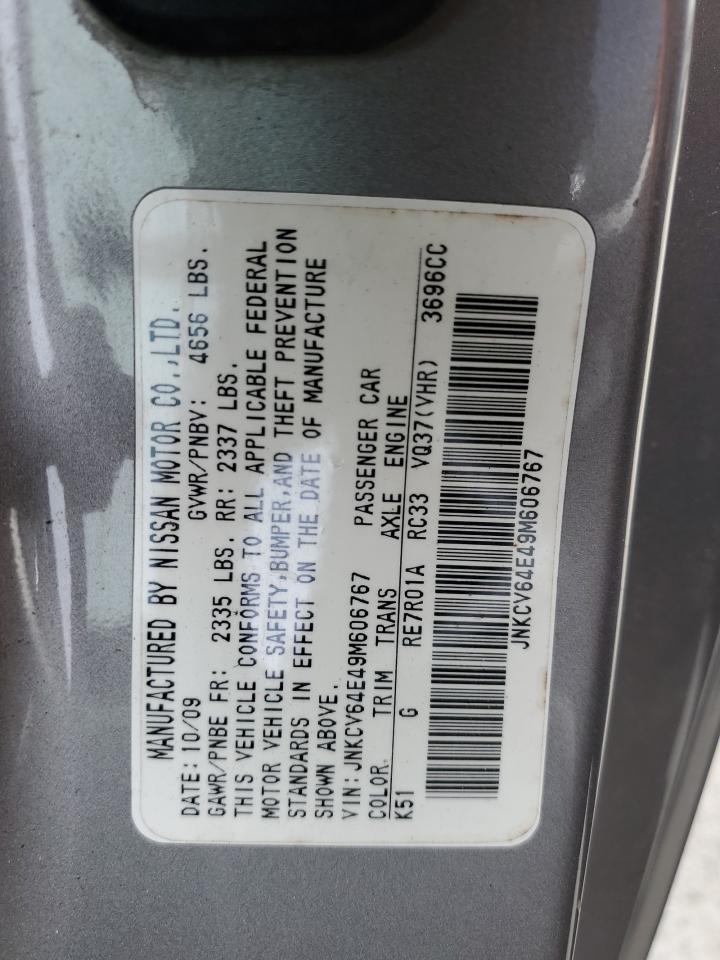 MANUFACTURED BY NISSAN MOTOR CO.,LTD.
DATE: 10/09 GVWR/PNBV: 4656 LBS.
GAWR/PNBE FR: 2335 LBS. RR: 2337 LBS.
THIS VEHICLE CONFORMS TO ALL APPLICABLE FEDERAL
MOTOR VEHICLE SAFETY,BUMPER,AND THEFT PREVENTION
STANDARDS IN EFFECT ON THE DATE OF MANUFACTURE
SHOWN ABOVE.
VIN: JNKCV64E49M606767 PASSENGER CAR
COLOR TRIM TRANS AXLE ENGINE
K51 G RE7R01A RC33 VQ37(VHR) 3696CC
JNKCV64E49M606767